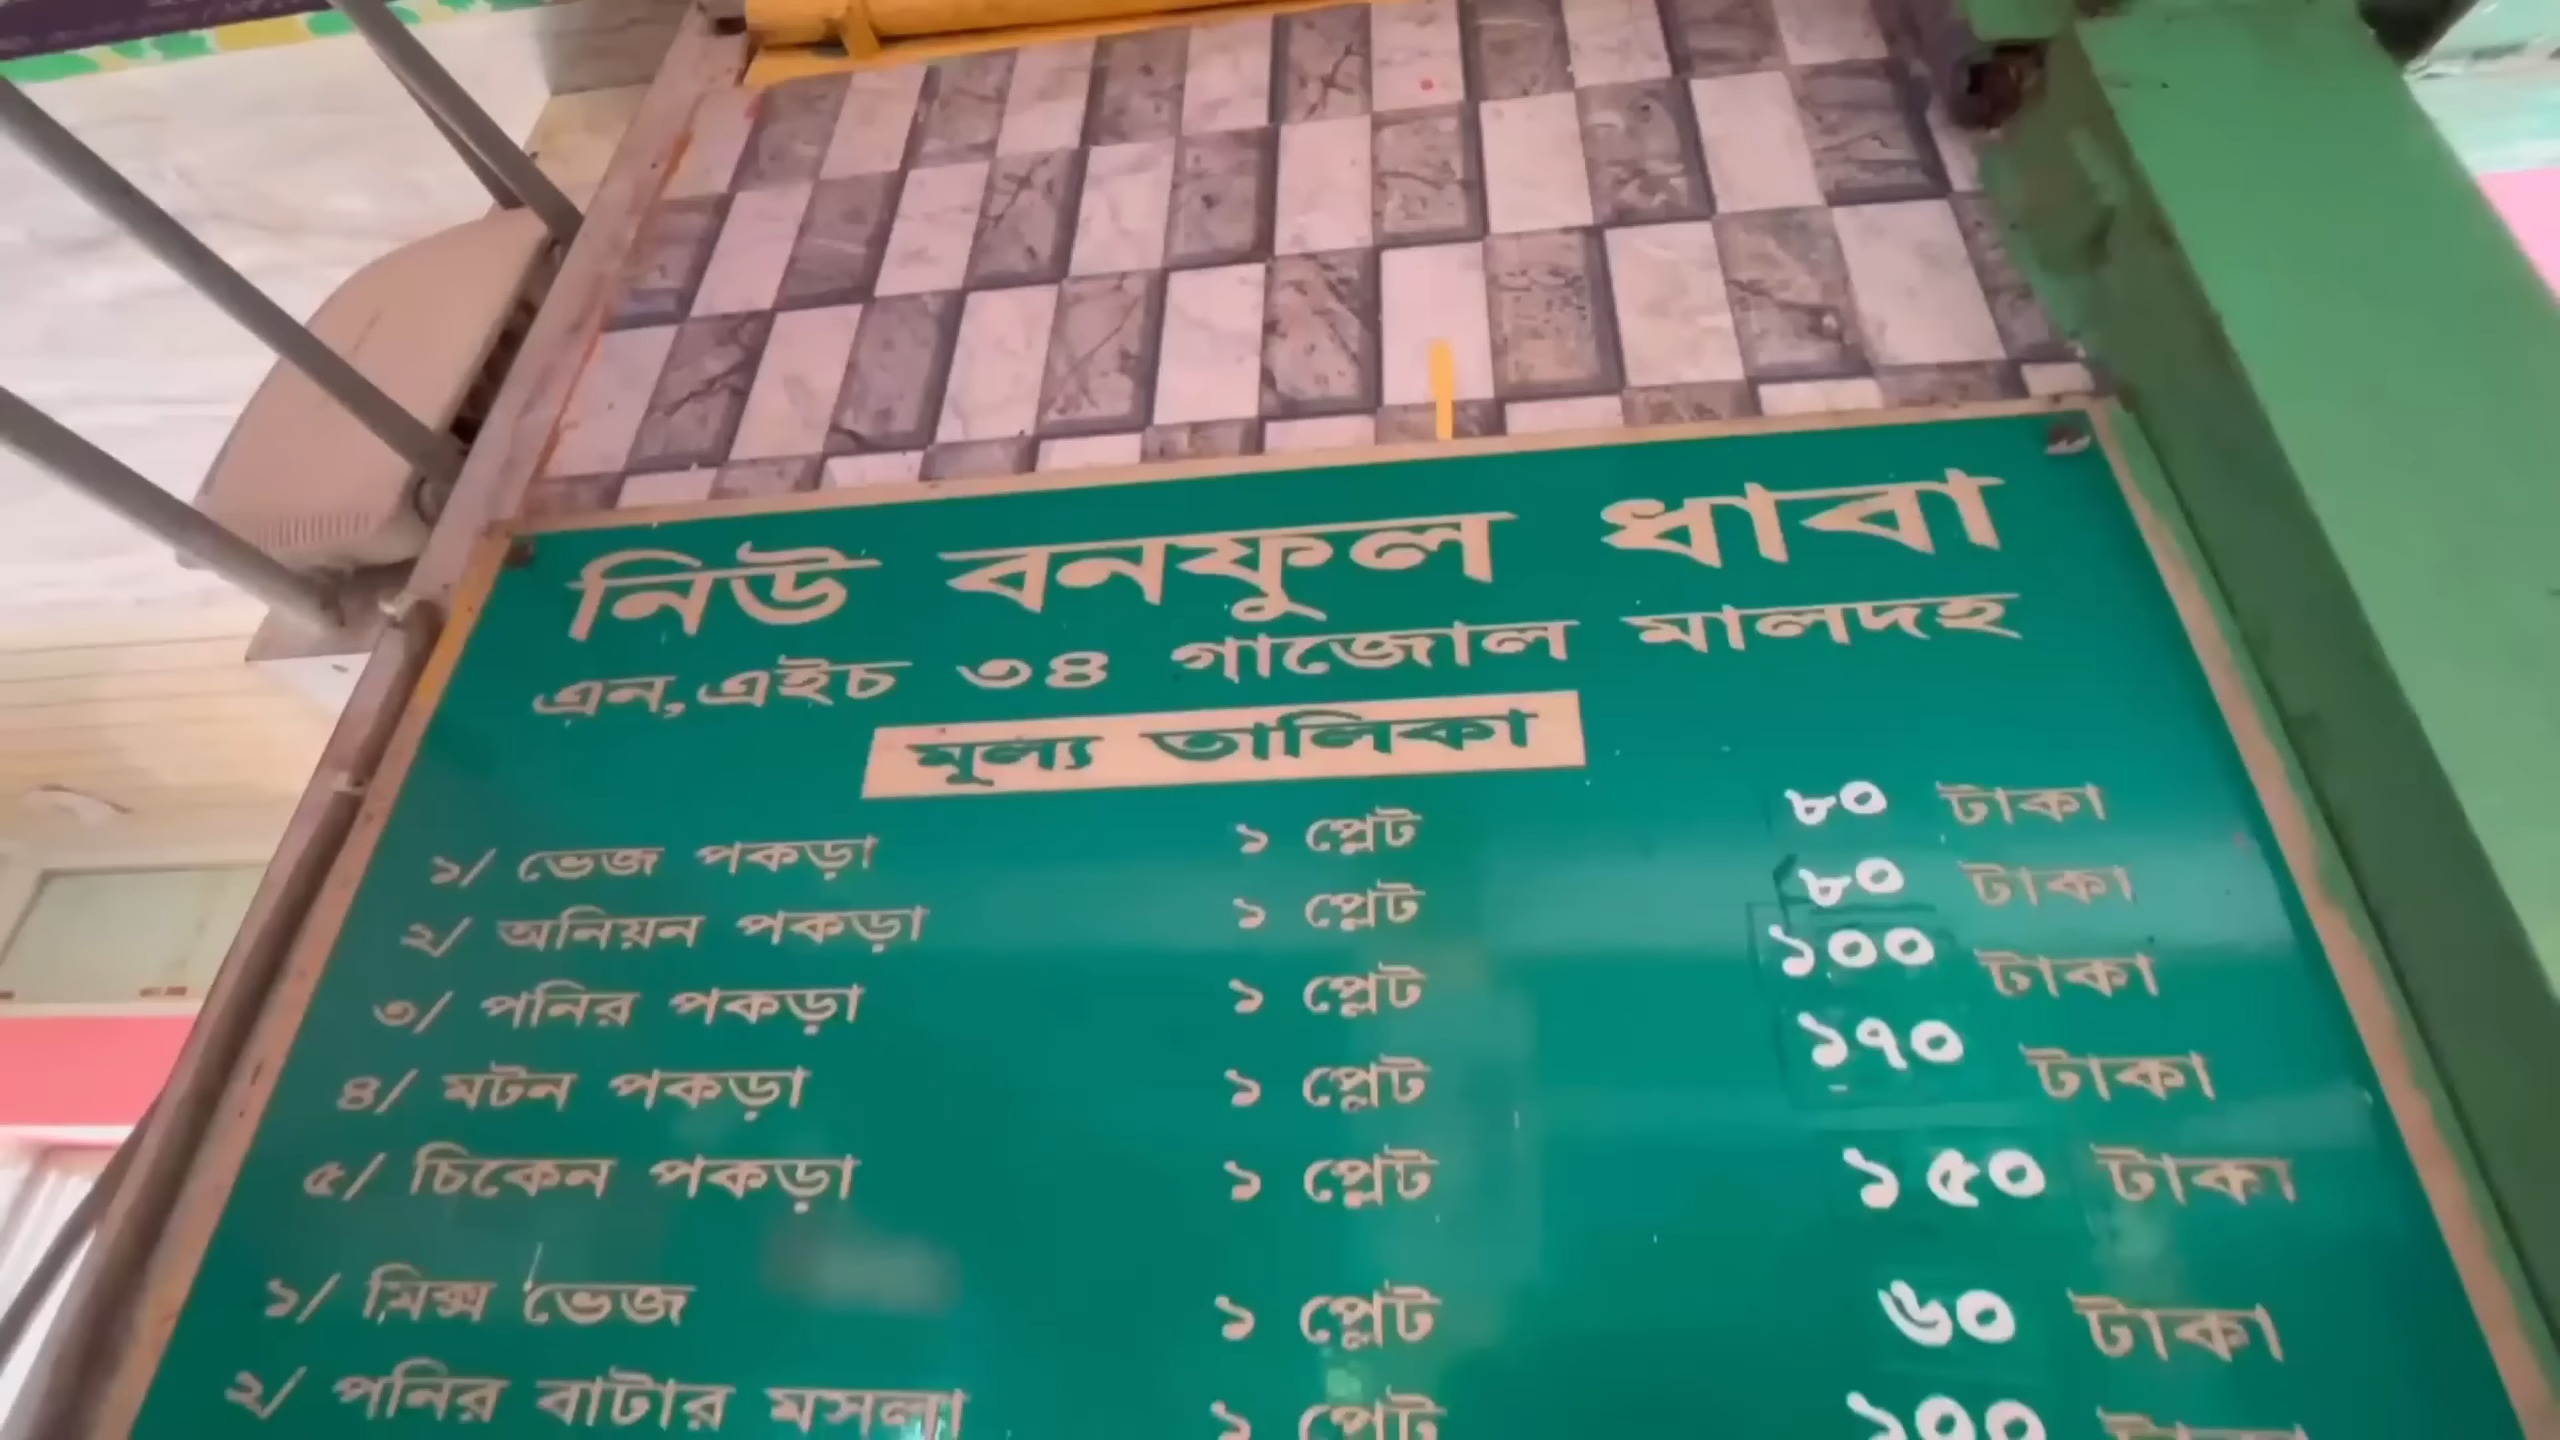 নিউ বনফুল ধাবা
এন,এইচ ৩৪ গাজোল মালদহ
মূল্য তালিকা
১/ ভেজ পকড়া ১ প্লেট ৮০ টাকা
২/ অনিয়ন পকড়া ১ প্লেট ৮০ টাকা
৩/ পনির পকড়া ১ প্লেট ১০০ টাকা
৪/ মটন পকড়া ১ প্লেট ১৭০ টাকা
৫/ চিকেন পকড়া ১ প্লেট ১৫০ টাকা
১/ মিক্স ভেজ ১ প্লেট ৬০ টাকা
২/ পনির বাটার মসলা ১ প্লেট